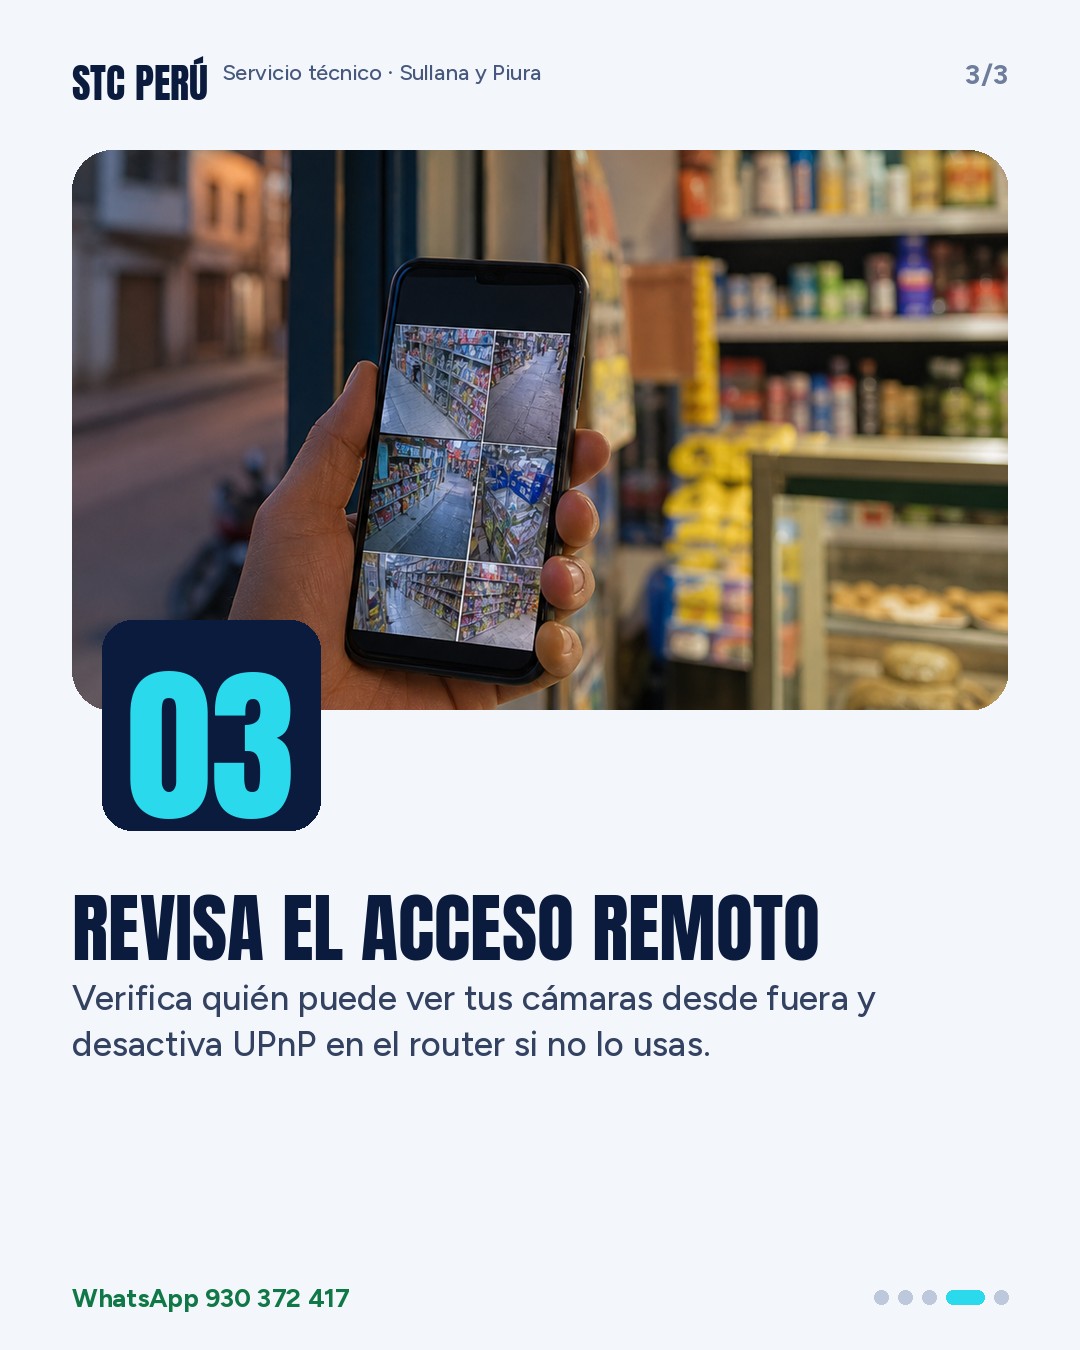 STC PERÚ Servicio técnico · Sullana y Piura
3/3
03
REVISA EL ACCESO REMOTO
Verifica quién puede ver tus cámaras desde fuera y
desactiva UPnP en el router si no lo usas.
WhatsApp 930 372 417